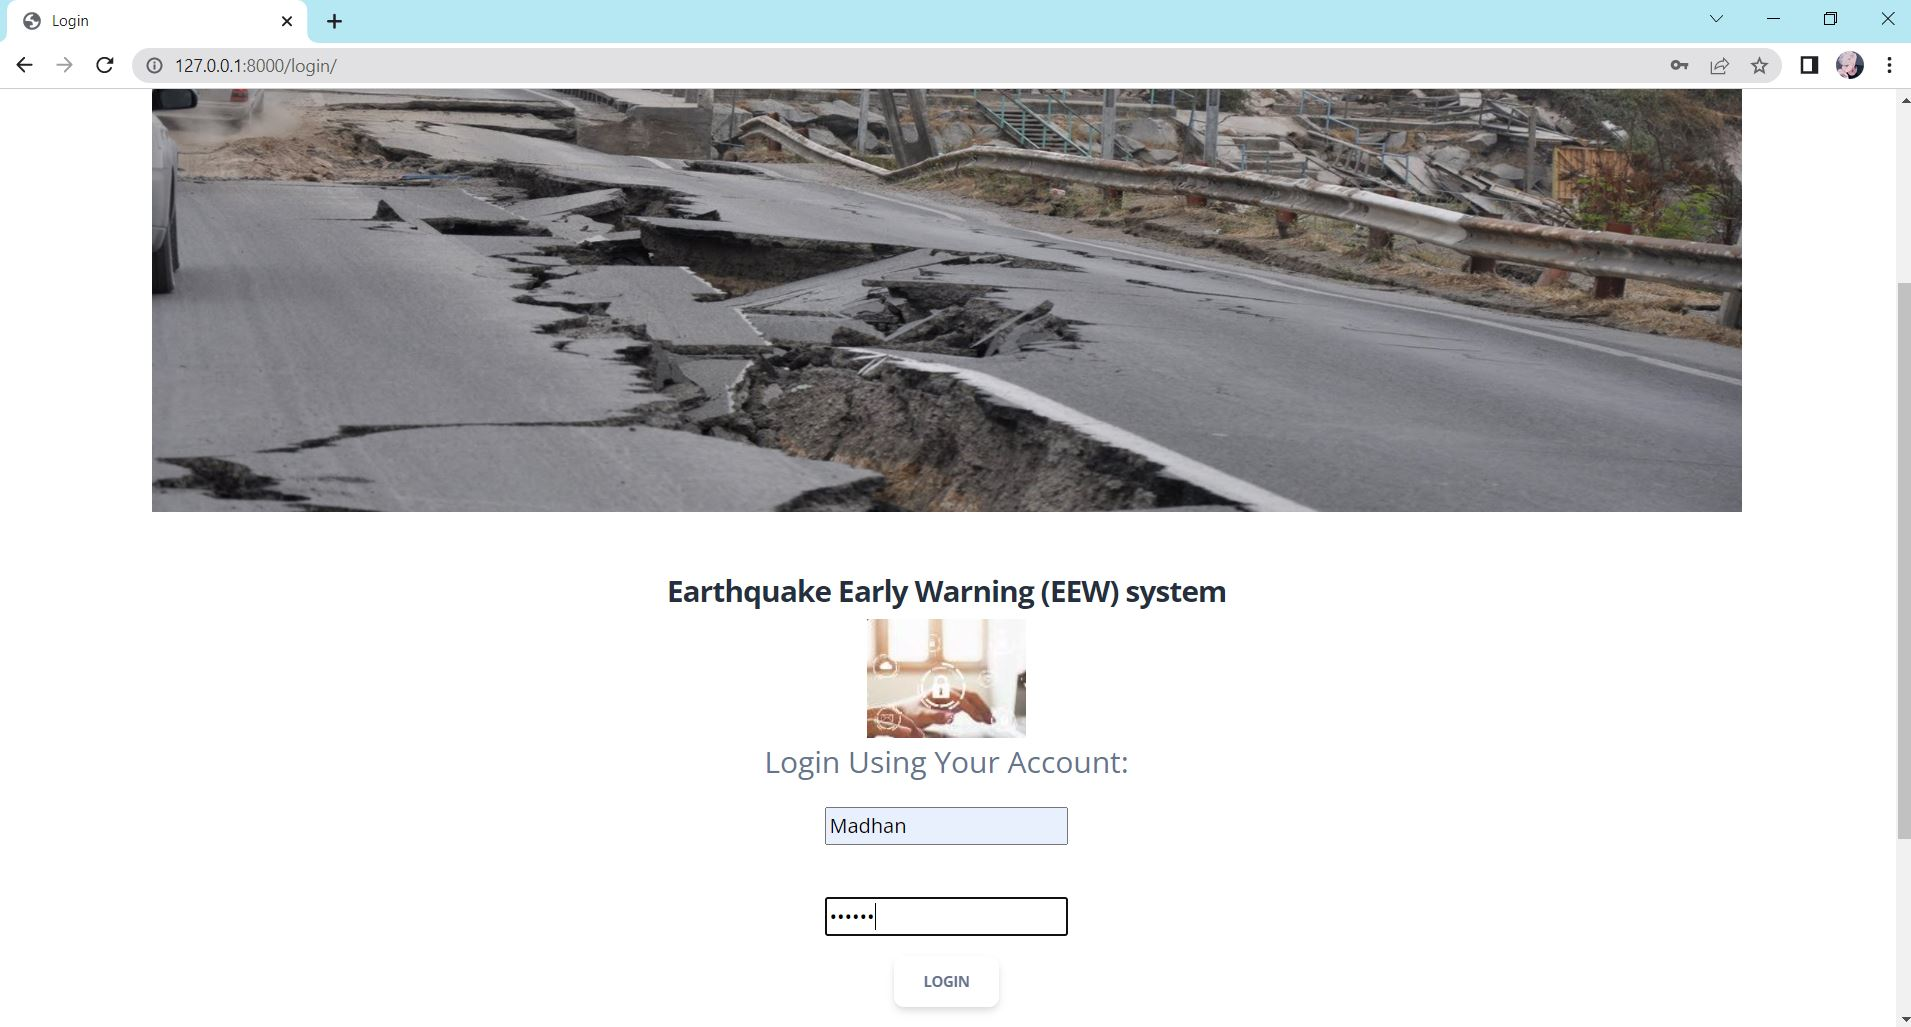 Login
127.0.0.1:8000/login/
Earthquake Early Warning (EEW) system
Login Using Your Account:
Madhan
••••••
LOGIN